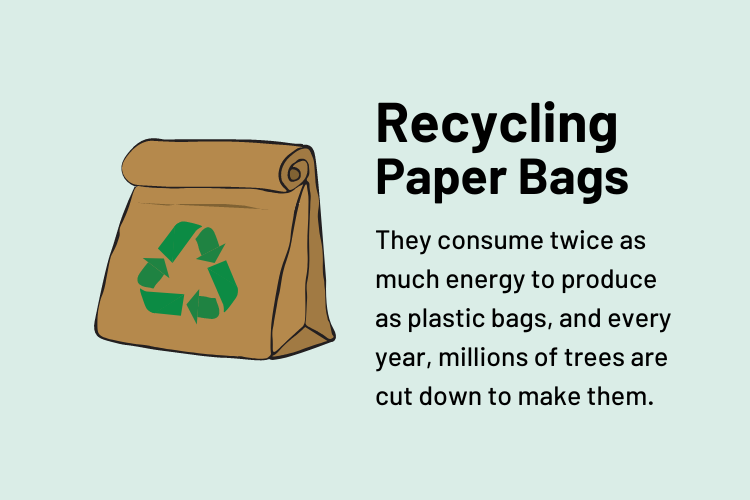 Recycling
Paper Bags
They consume twice as
much energy to produce
as plastic bags, and every
year, millions of trees are
cut down to make them.